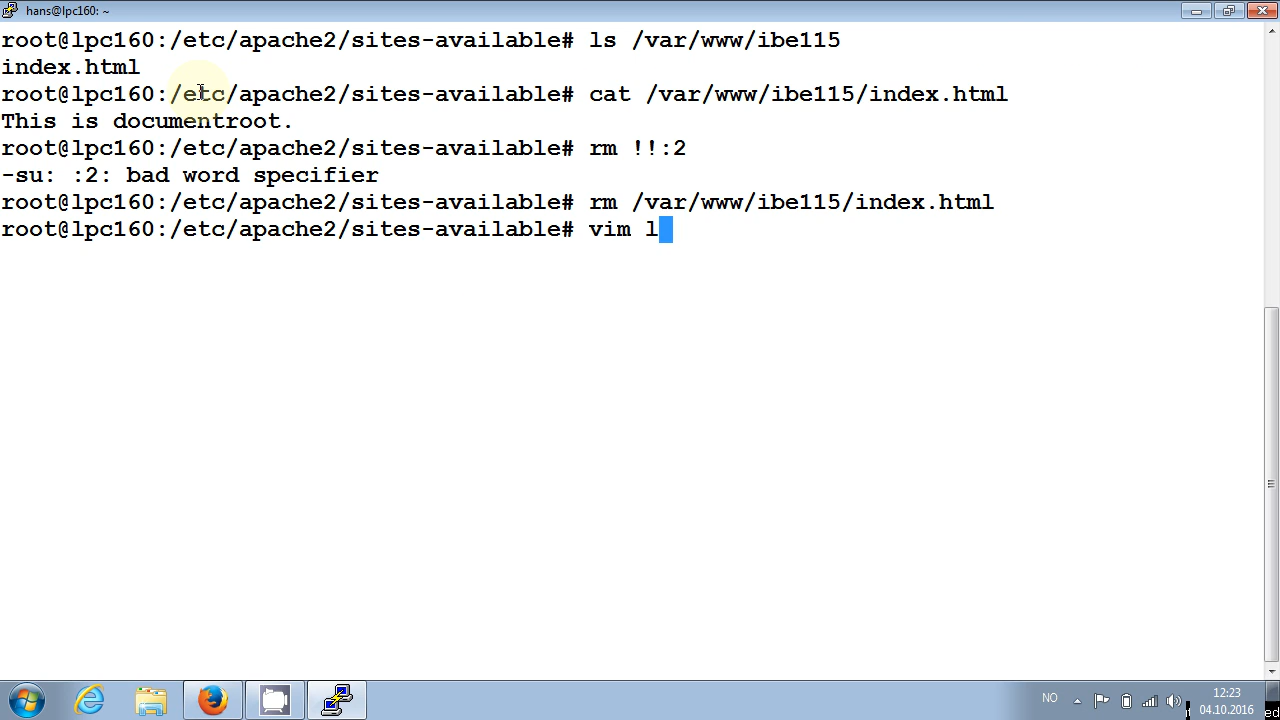 hans@lpc160: ~
root@lpc160:/etc/apache2/sites-available# ls /var/www/ibe115
index.html
root@lpc160:/etc/apache2/sites-available# cat /var/www/ibe115/index.html
This is documentroot.
root@lpc160:/etc/apache2/sites-available# rm !!:2
-su: :2: bad word specifier
root@lpc160:/etc/apache2/sites-available# rm /var/www/ibe115/index.html
root@lpc160:/etc/apache2/sites-available# vim l
NO
12:23
04.10.2016